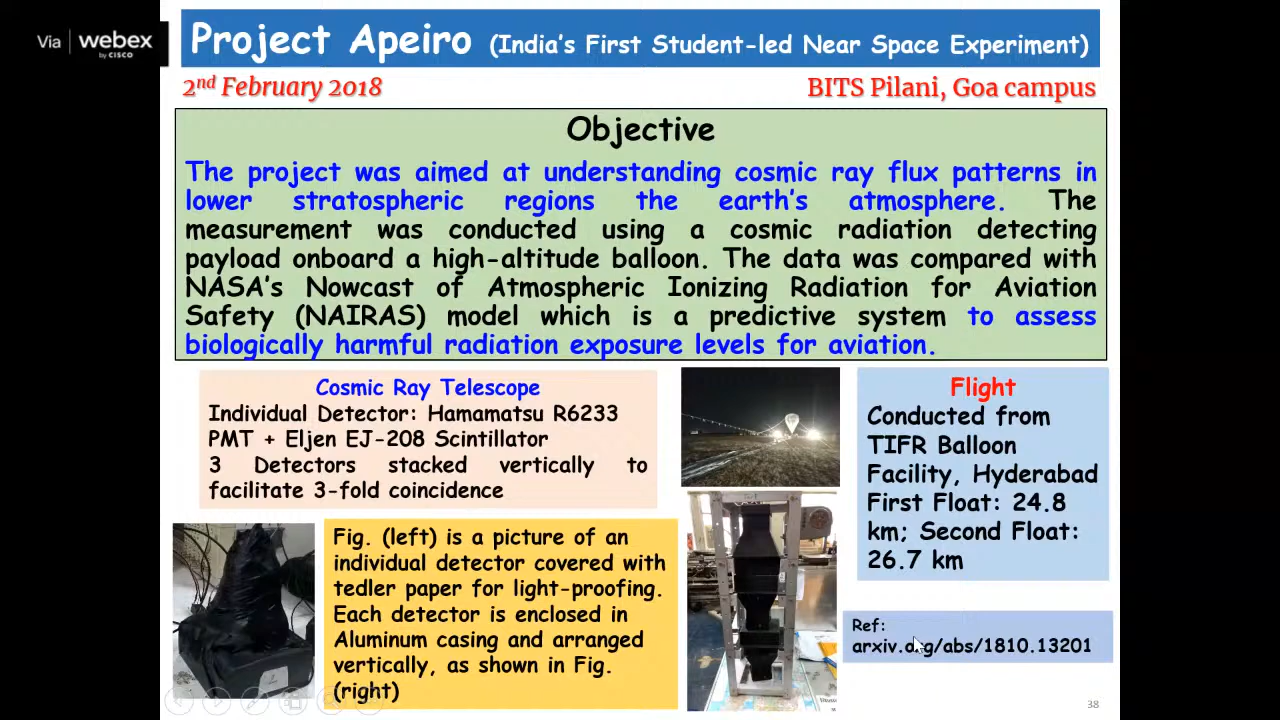 Via | webex
by CISCO
Project Apeiro (India's First Student-led Near Space Experiment)
2nd February 2018
BITS Pilani, Goa campus
Objective
The project was aimed at understanding cosmic ray flux patterns in
lower stratospheric regions the earth's atmosphere. The
measurement was conducted using a cosmic radiation detecting
payload onboard a high-altitude balloon. The data was compared with
NASA's Nowcast of Atmospheric Ionizing Radiation for Aviation
Safety (NAIRAS) model which is a predictive system to assess
biologically harmful radiation exposure levels for aviation.
Cosmic Ray Telescope
Individual Detector: Hamamatsu R6233
PMT + Eljen EJ-208 Scintillator
3 Detectors stacked vertically to
facilitate 3-fold coincidence
Flight
Conducted from
TIFR Balloon
Facility, Hyderabad
First Float: 24.8
km; Second Float:
26.7 km
Fig. (left) is a picture of an
individual detector covered with
tedler paper for light-proofing.
Each detector is enclosed in
Aluminum casing and arranged
vertically, as shown in Fig.
(right)
Ref:
arxiv.org/abs/1810.13201
38